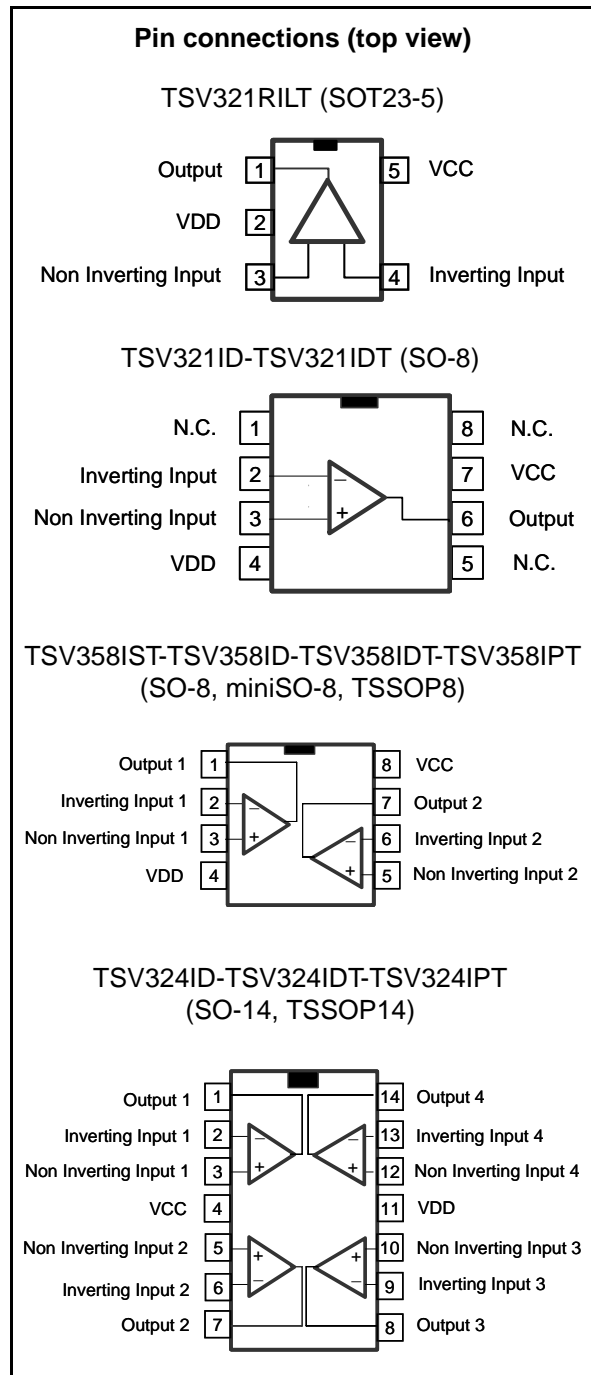 Pin connections (top view)
TSV321RILT (SOT23-5)
Output 1 5 VCC
VDD 2
Non Inverting Input 3 4 Inverting Input
TSV321ID-TSV321IDT (SO-8)
N.C. 1 8 N.C.
Inverting Input 2 − 7 VCC
Non Inverting Input 3 + 6 Output
VDD 4 5 N.C.
TSV358IST-TSV358ID-TSV358IDT-TSV358IPT
(SO-8, miniSO-8, TSSOP8)
Output 1 1 8 VCC
Inverting Input 1 2 − 7 Output 2
Non Inverting Input 1 3 + − 6 Inverting Input 2
VDD 4 + 5 Non Inverting Input 2
TSV324ID-TSV324IDT-TSV324IPT
(SO-14, TSSOP14)
Output 1 1 14 Output 4
Inverting Input 1 2 − − 13 Inverting Input 4
Non Inverting Input 1 3 + + 12 Non Inverting Input 4
VCC 4 11 VDD
Non Inverting Input 2 5 + + 10 Non Inverting Input 3
Inverting Input 2 6 − − 9 Inverting Input 3
Output 2 7 8 Output 3